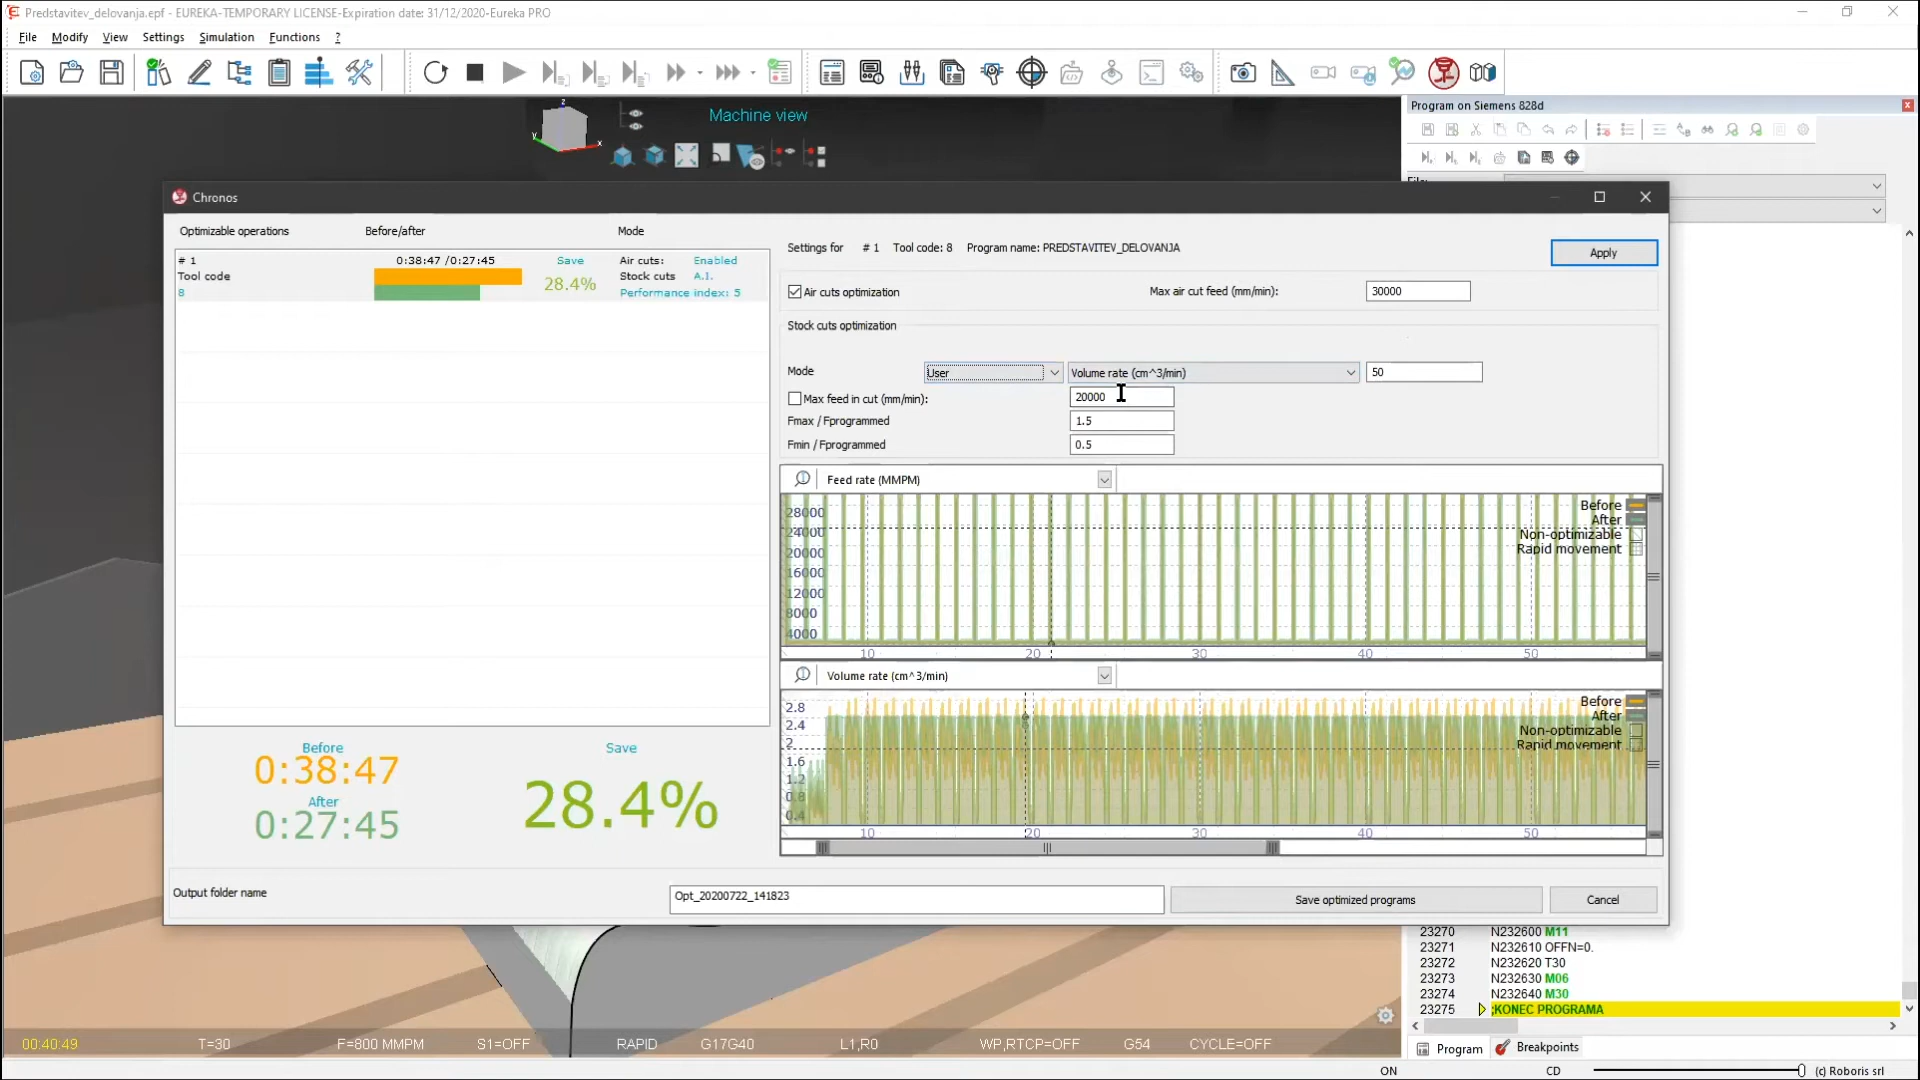 Predstavitev_delovanja.epf - EUREKA-TEMPORARY LICENSE-Expiration date: 31/12/2020-Eureka PRO
File Modify View Settings Simulation Functions ?
Program on Siemens 828d
Machine view
Chronos
Optimizable operations Before/after Mode
# 1 0:38:47 /0:27:45 Save Air cuts: Enabled
Tool code 28.4% Stock cuts A.I.
8 Performance index: 5
Settings for # 1 Tool code: 8 Program name: PREDSTAVITEV_DELOVANJA
Apply
Air cuts optimization Max air cut feed (mm/min): 30000
Stock cuts optimization
Mode User Volume rate (cm^3/min) 50
Max feed in cut (mm/min): 20000
Fmax / Fprogrammed 1.5
Fmin / Fprogrammed 0.5
Feed rate (MMPM)
28000
24000
20000
16000
12000
8000
4000
Before
After
Non-optimizable
Rapid movement
10 20 30 40 50
Volume rate (cm^3/min)
2.8
2.4
2
1.6
1.2
0.8
0.4
Before
After
Non-optimizable
Rapid movement
10 20 30 40 50
Before
0:38:47
After
0:27:45
Save
28.4%
Output folder name Opt_20200722_141823 Save optimized programs Cancel
23270 N232600 M11
23271 N232610 OFFN=0.
23272 N232620 T30
23273 N232630 M06
23274 N232640 M30
23275 ;KONEC PROGRAMA
Program Breakpoints
00:40:49 T=30 F=800 MMPM S1=OFF RAPID G17G40 L1,R0 WP,RTCP=OFF G54 CYCLE=OFF
ON CD (c) Roboris srl